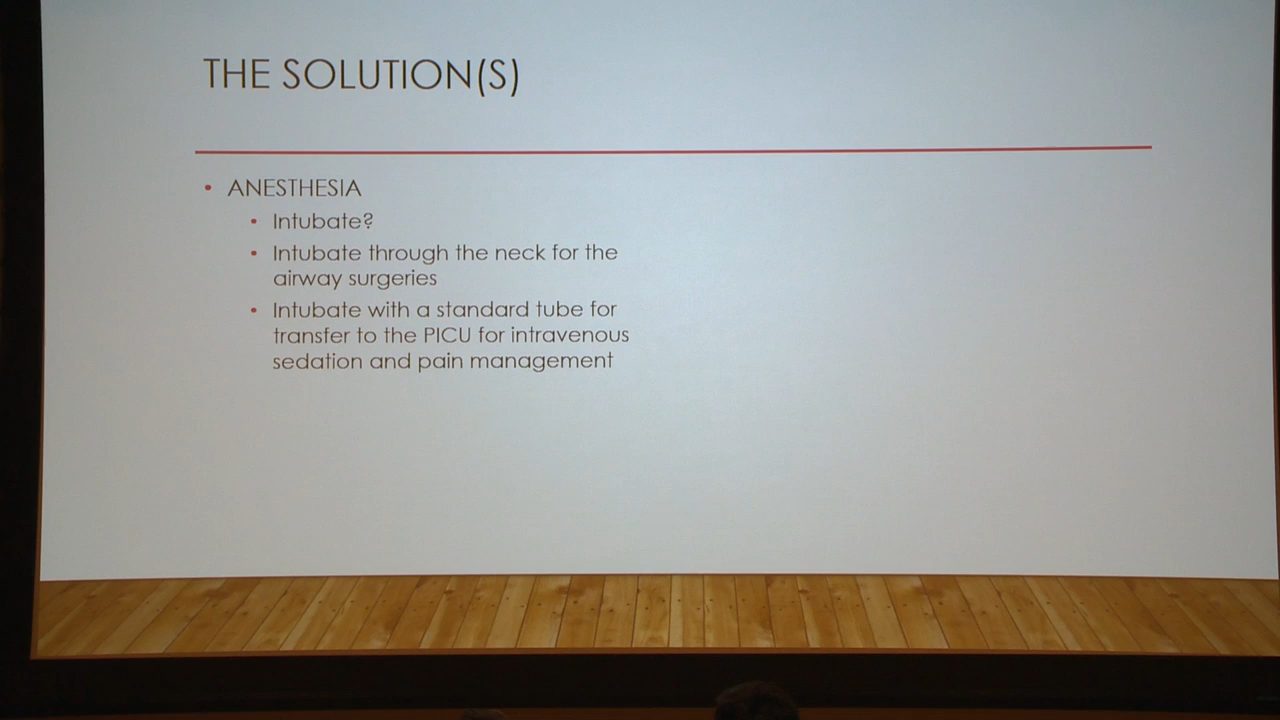 THE SOLUTION(S)
• ANESTHESIA
• Intubate?
• Intubate through the neck for the
airway surgeries
• Intubate with a standard tube for
transfer to the PICU for intravenous
sedation and pain management